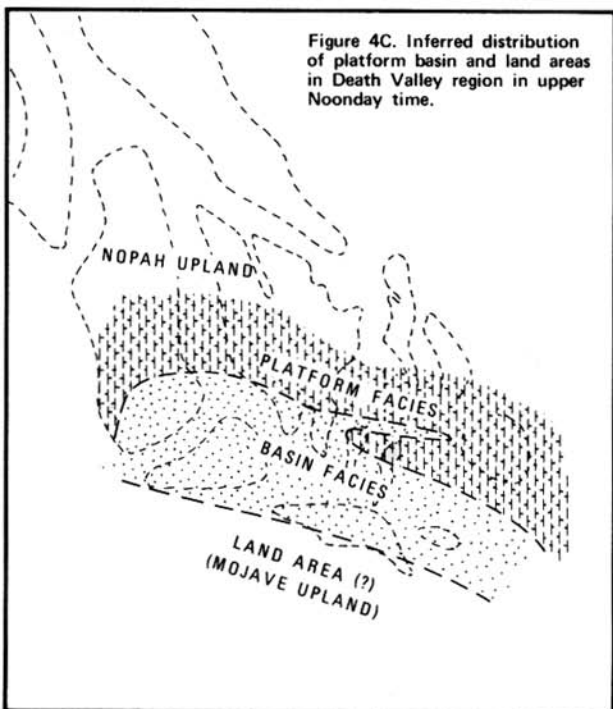 Figure 4C. Inferred distribution
of platform basin and land areas
in Death Valley region in upper
Noonday time.
NOPAH UPLAND
PLATFORM FACIES
BASIN FACIES
LAND AREA (?)
(MOJAVE UPLAND)